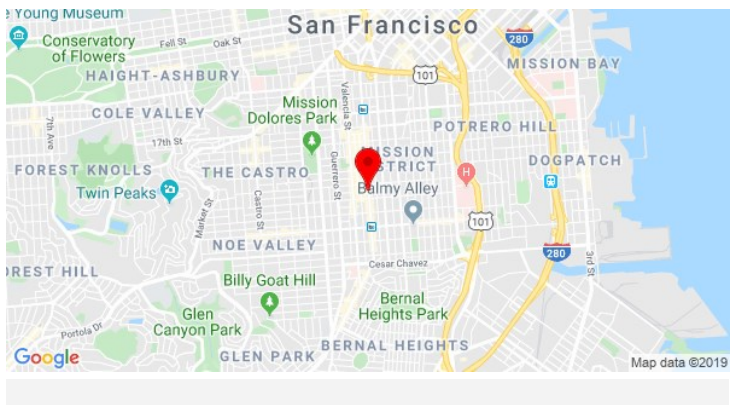 Young Museum
San Francisco
Conservatory
of Flowers
Fell St
Oak St
280
MISSION BAY
HAIGHT-ASHBURY
101
Valencia St
COLE VALLEY
Mission
Dolores Park
7th Ave
17th St
POTRERO HILL
MISSION
DISTRICT
DOGPATCH
FOREST KNOLLS
THE CASTRO
Guerrero St
H
Twin Peaks
Castro St
Balmy Alley
Market St
101
NOE VALLEY
280
3rd St
Cesar Chavez
OREST HILL
Billy Goat Hill
Bernal
Heights Park
Glen
Canyon Park
Portola Dr
BERNAL HEIGHTS
GLEN PARK
Google
Map data ©2019